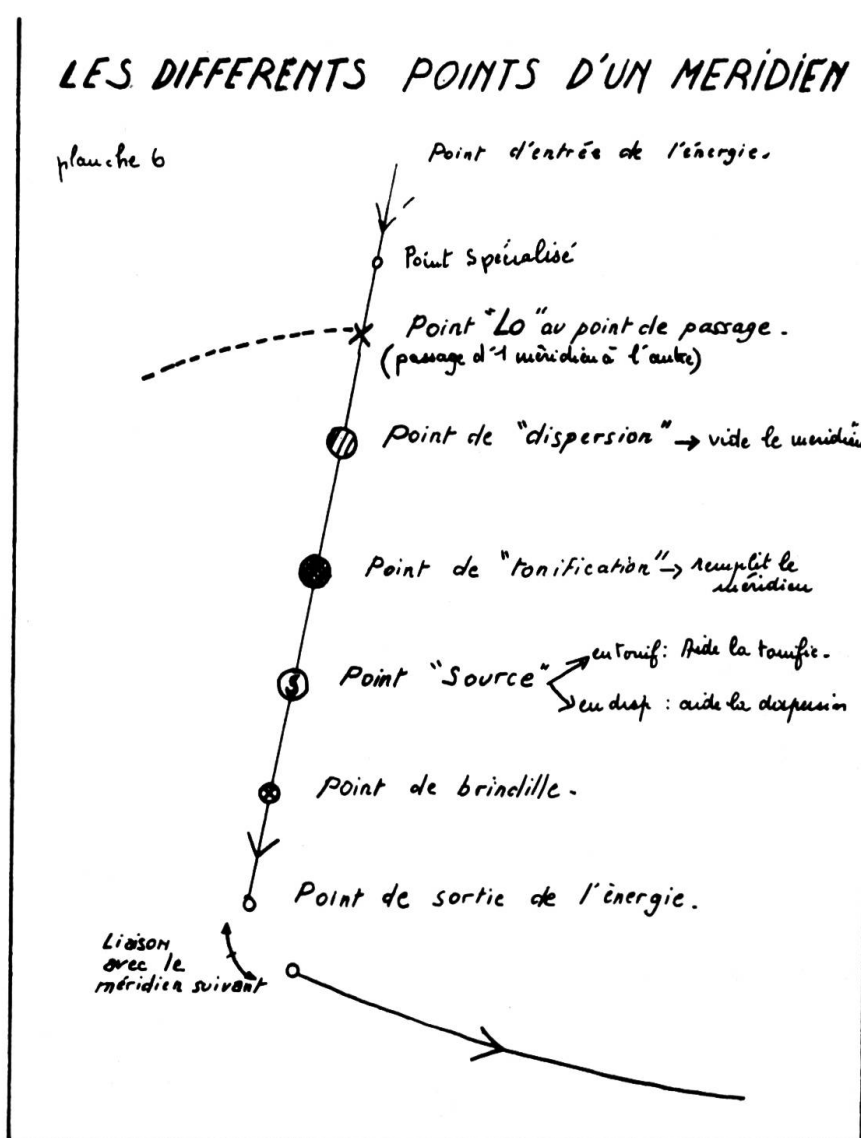 LES DIFFERENTS POINTS D'UN MERIDIEN
planche 6
Point d'entrée de l'énergie.
Point spécialisé
Point "Lo" au point de passage.
(passage d'1 méridien à l'autre)
Point de "dispersion" → vide le meridien
Point de "tonification" → remplit le
méridien
S
Point "Source"
en tonif: Aide la tonific.
en disp : aide la dispersion
Point de brindille.
Point de sortie de l'énergie.
Liaison
avec le
méridien suivant